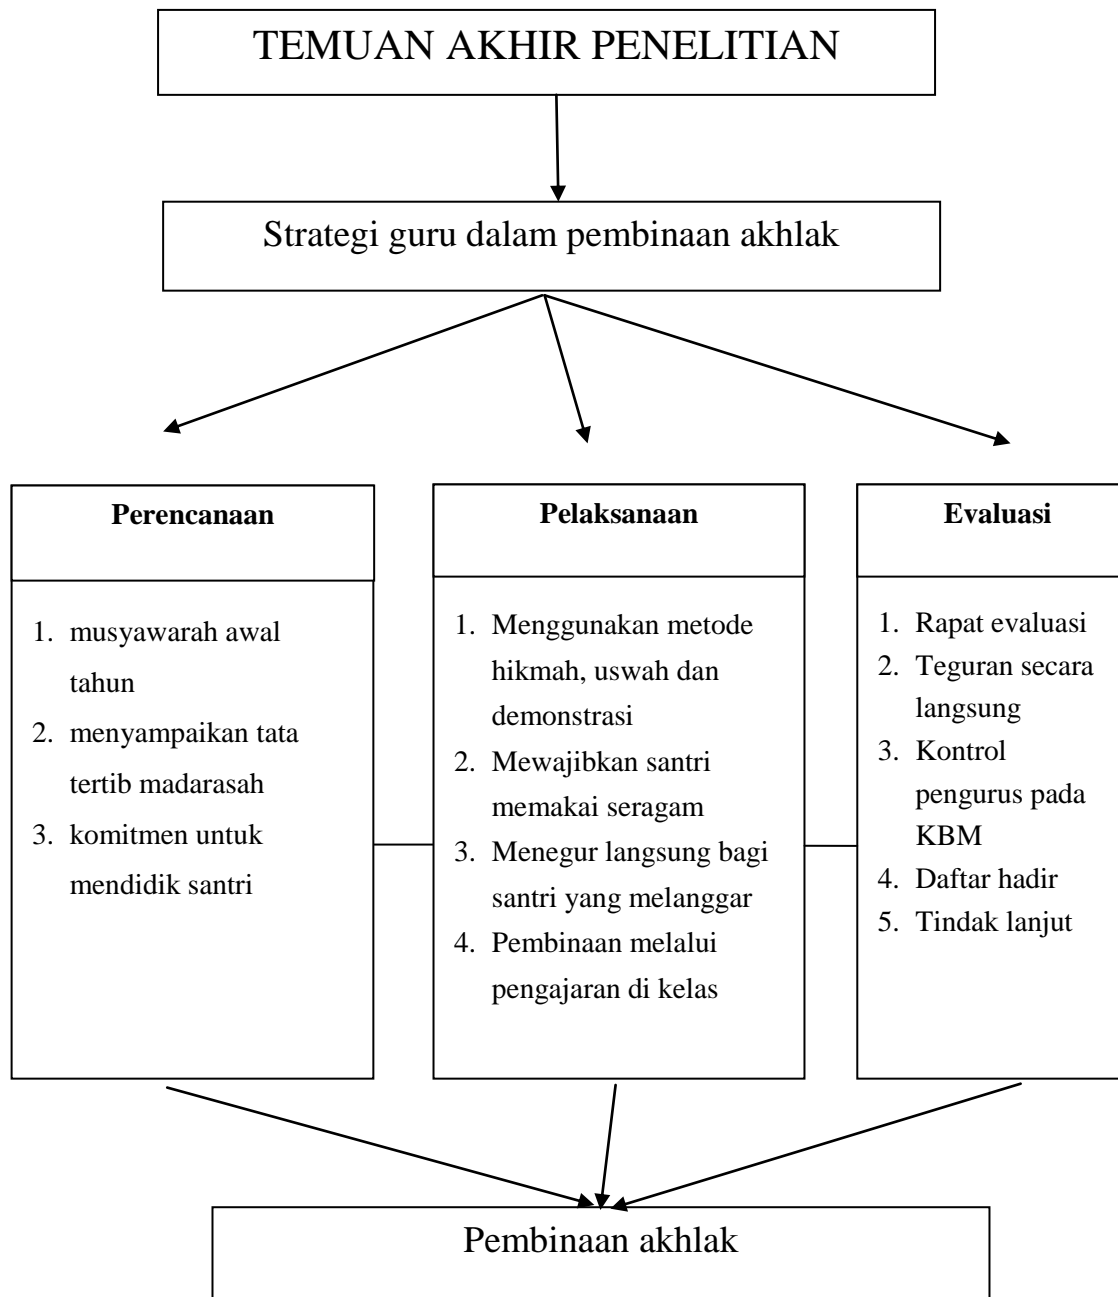 TEMUAN AKHIR PENELITIAN
Strategi guru dalam pembinaan akhlak
Perencanaan
1. musyawarah awal
tahun
2. menyampaikan tata
tertib madarasah
3. komitmen untuk
mendidik santri
Pelaksanaan
1. Menggunakan metode
hikmah, uswah dan
demonstrasi
2. Mewajibkan santri
memakai seragam
3. Menegur langsung bagi
santri yang melanggar
4. Pembinaan melalui
pengajaran di kelas
Evaluasi
1. Rapat evaluasi
2. Teguran secara
langsung
3. Kontrol
pengurus pada
KBM
4. Daftar hadir
5. Tindak lanjut
Pembinaan akhlak